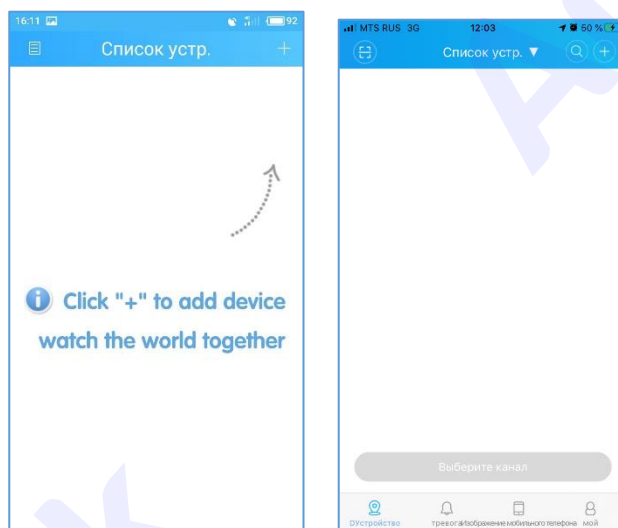 16:11 92
Список устр. +
Click "+" to add device
watch the world together
MTS RUS 3G 12:03 50 %
Список устр. ▼
Выберите канал
DУстройство тревога Изображение мобильного телефона мой